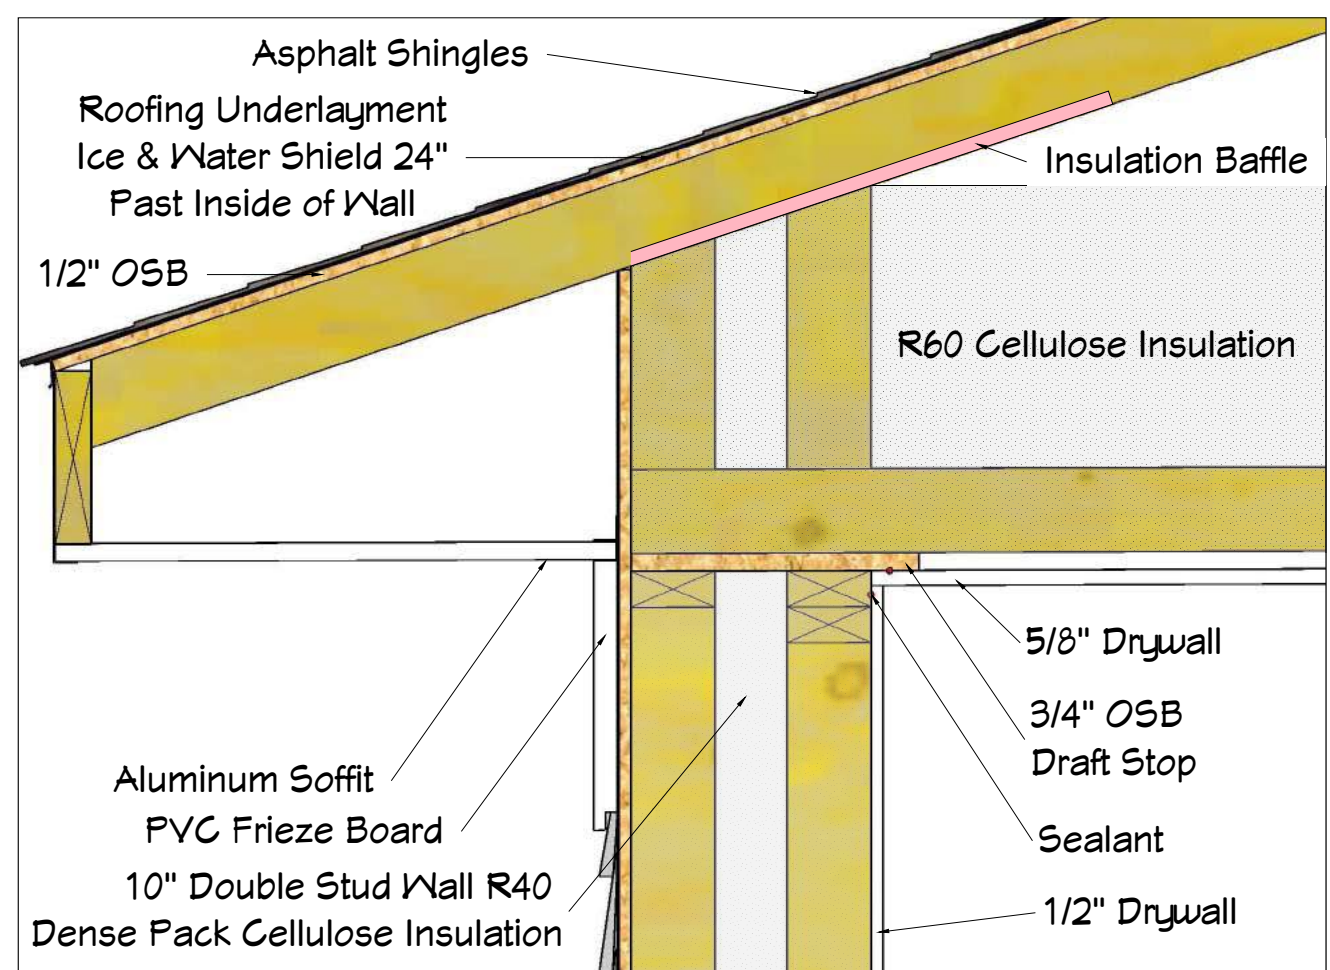 Asphalt Shingles
Roofing Underlayment
Ice & Water Shield 24"
Past Inside of Wall
Insulation Baffle
1/2" OSB
R60 Cellulose Insulation
5/8" Drywall
3/4" OSB
Draft Stop
Aluminum Soffit
PVC Frieze Board
Sealant
10" Double Stud Wall R40
Dense Pack Cellulose Insulation
1/2" Drywall